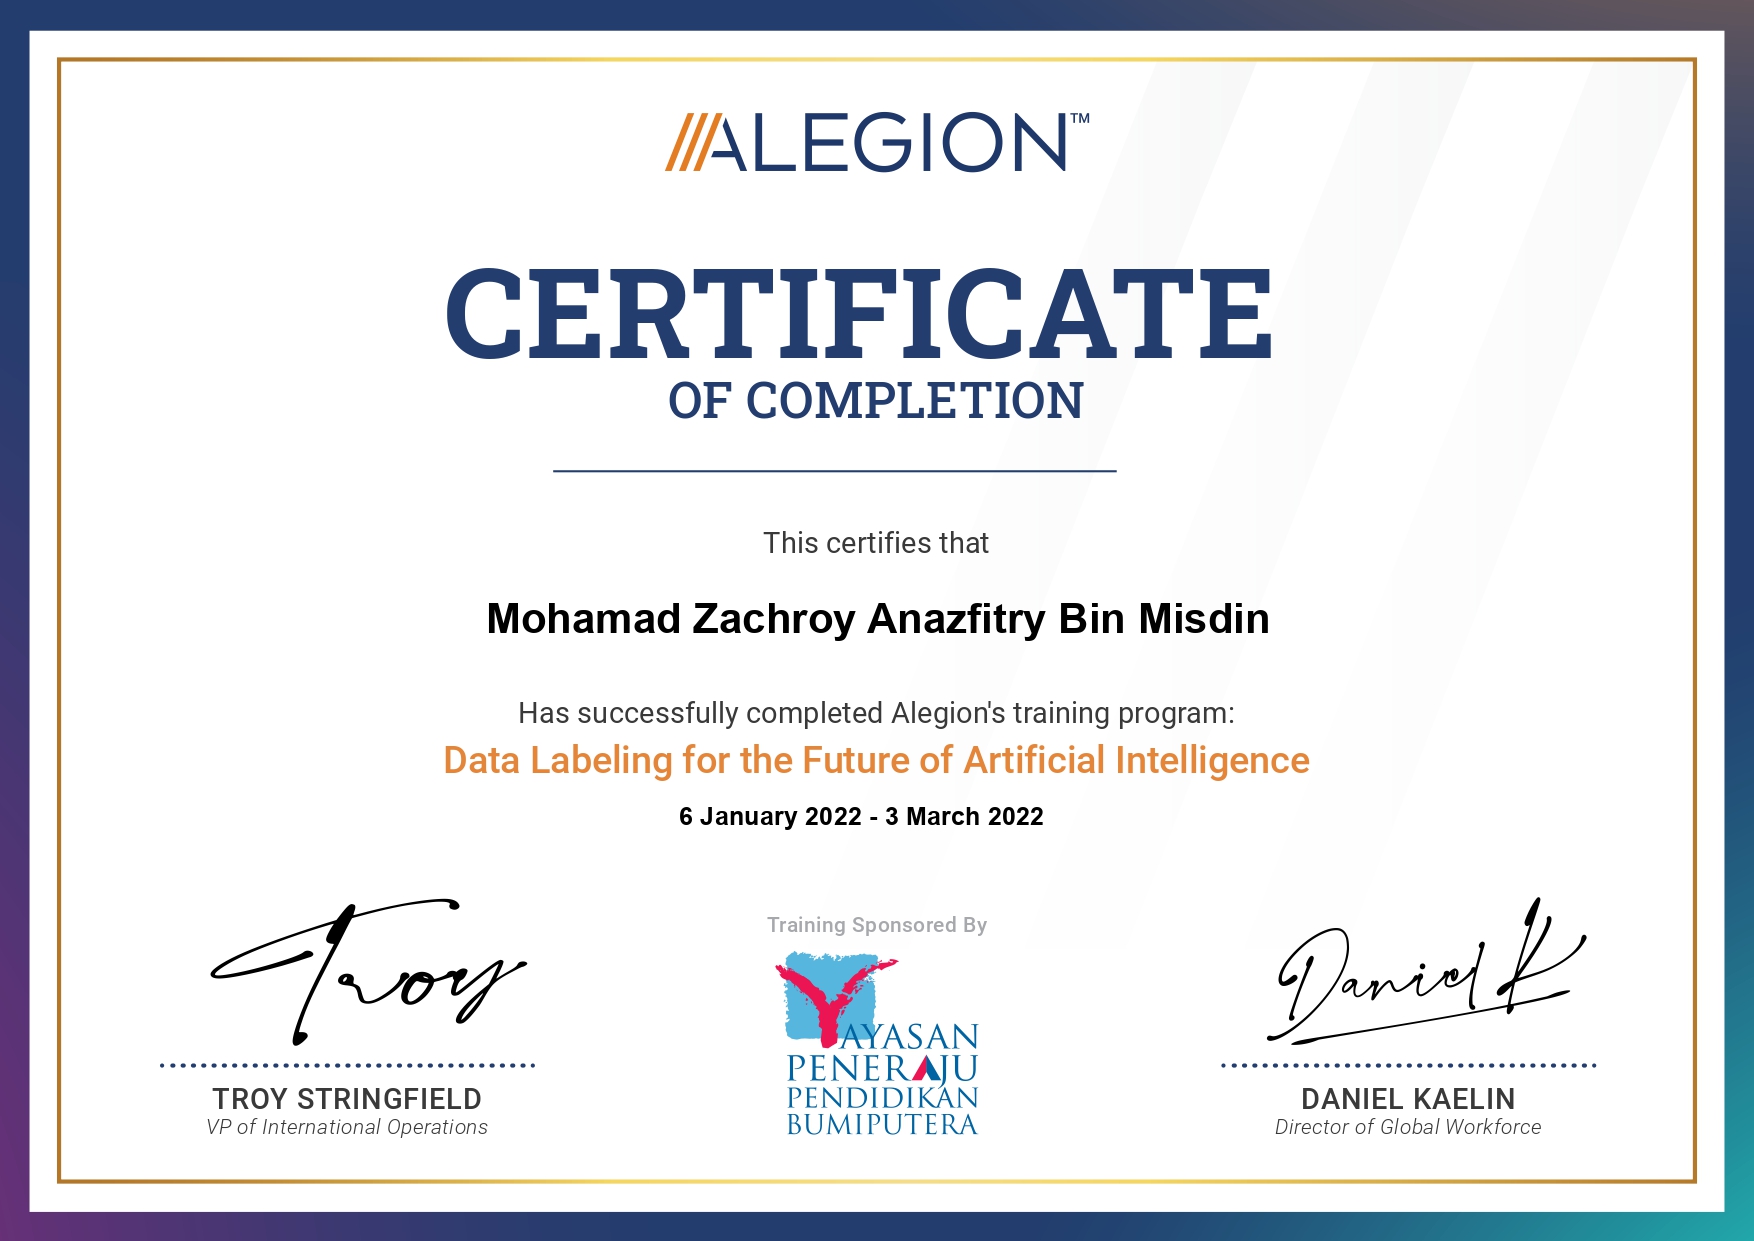 ALEGION™
CERTIFICATE
OF COMPLETION
This certifies that
Mohamad Zachroy Anazfitry Bin Misdin
Has successfully completed Alegion's training program:
Data Labeling for the Future of Artificial Intelligence
6 January 2022 - 3 March 2022
Troy
TROY STRINGFIELD
VP of International Operations
Training Sponsored By
YAYASAN
PENERAJU
PENDIDIKAN
BUMIPUTERA
Daniel K
DANIEL KAELIN
Director of Global Workforce